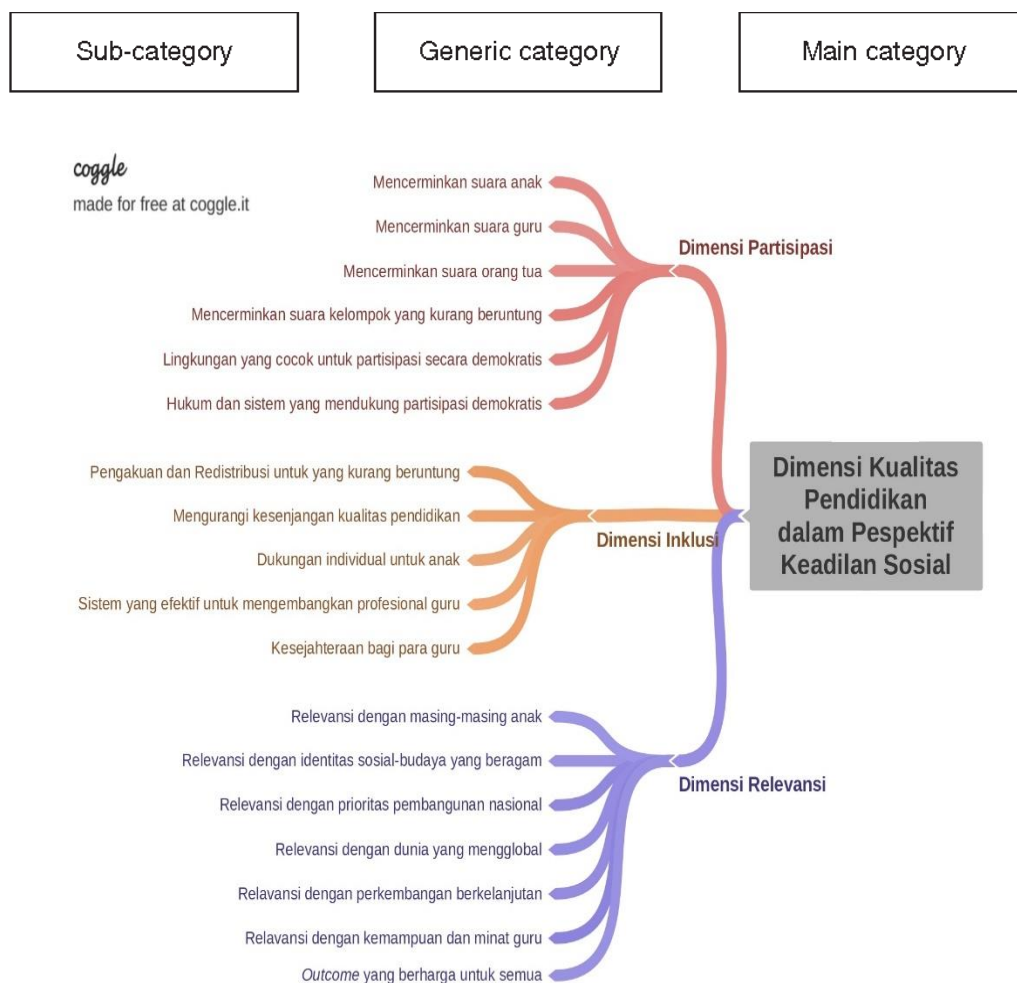 Sub-category
Generic category
Main category
coggle
made for free at coggle.it
Mencerminkan suara anak
Mencerminkan suara guru
Mencerminkan suara orang tua
Mencerminkan suara kelompok yang kurang beruntung
Lingkungan yang cocok untuk partisipasi secara demokratis
Hukum dan sistem yang mendukung partisipasi demokratis
Dimensi Partisipasi
Pengakuan dan Redistribusi untuk yang kurang beruntung
Mengurangi kesenjangan kualitas pendidikan
Dukungan individual untuk anak
Sistem yang efektif untuk mengembangkan profesional guru
Kesejahteraan bagi para guru
Dimensi Inklusi
Dimensi Kualitas
Pendidikan
dalam Pespektif
Keadilan Sosial
Relevansi dengan masing-masing anak
Relevansi dengan identitas sosial-budaya yang beragam
Relevansi dengan prioritas pembangunan nasional
Relevansi dengan dunia yang mengglobal
Relavansi dengan perkembangan berkelanjutan
Relavansi dengan kemampuan dan minat guru
Outcome yang berharga untuk semua
Dimensi Relevansi